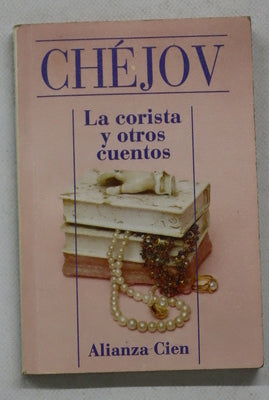 CHÉJOV
La corista
y otros
cuentos
Alianza Cien